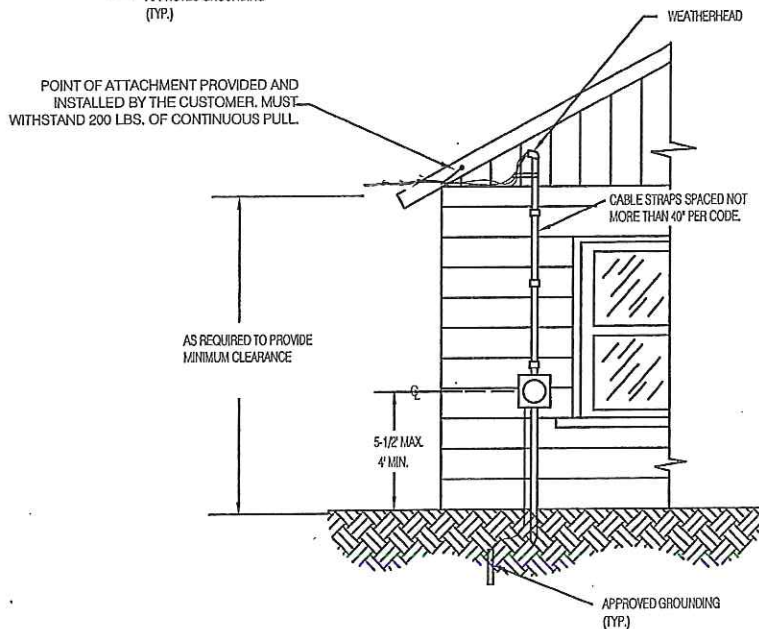 (TYP.)
WEATHERHEAD
POINT OF ATTACHMENT PROVIDED AND
INSTALLED BY THE CUSTOMER. MUST
WITHSTAND 200 LBS. OF CONTINUOUS PULL.
CABLE STRAPS SPACED NOT
MORE THAN 40" PER CODE.
AS REQUIRED TO PROVIDE
MINIMUM CLEARANCE
5-1/2' MAX.
4' MIN.
APPROVED GROUNDING
(TYP.)